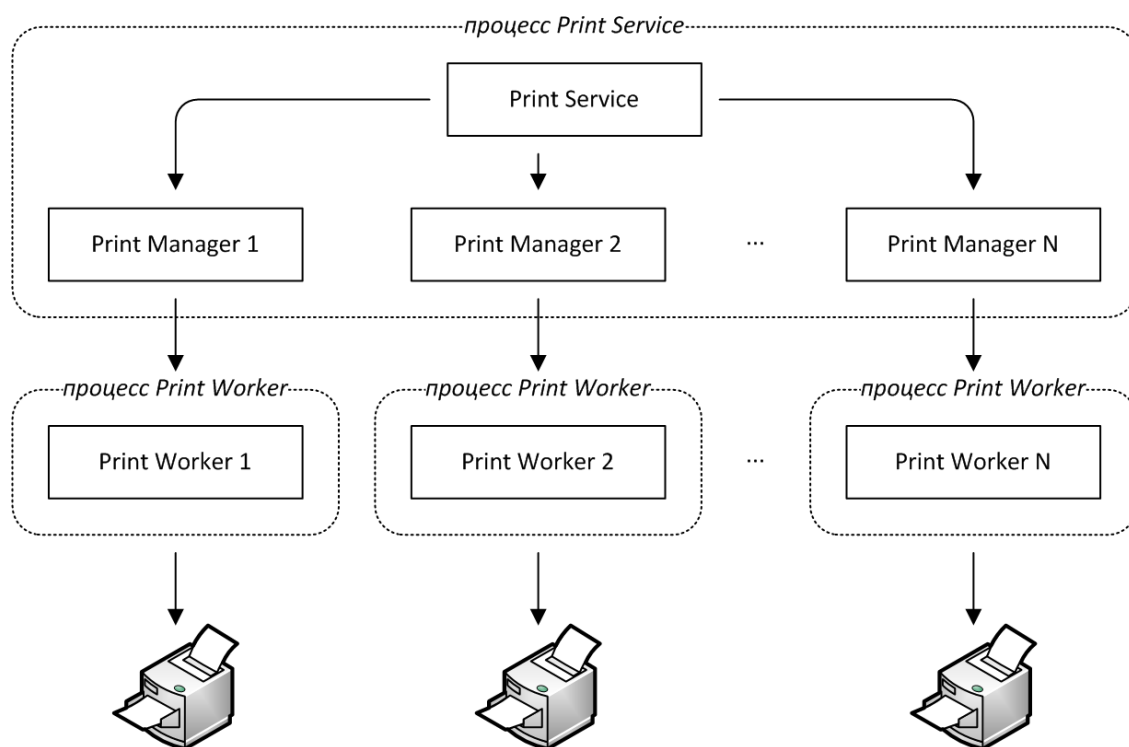 процесс Print Service
Print Service
Print Manager 1
Print Manager 2
...
Print Manager N
процесс Print Worker
процесс Print Worker
процесс Print Worker
Print Worker 1
Print Worker 2
...
Print Worker N